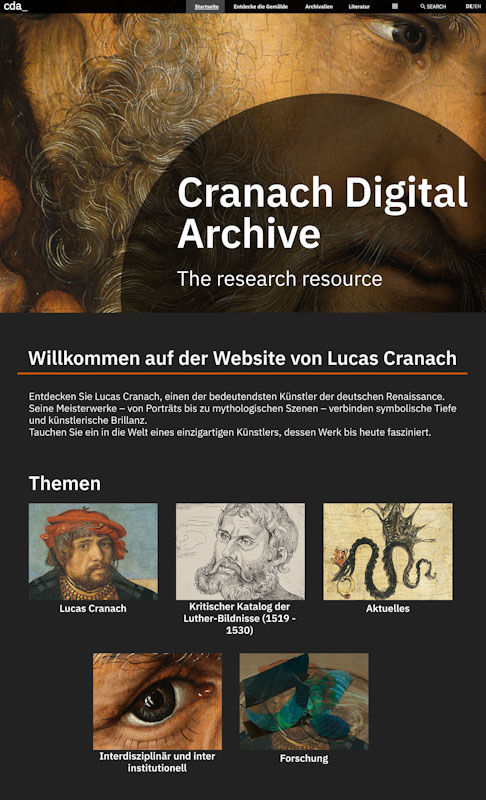 cda_
Startseite Entdecke die Gemälde Archivalien Literatur SEARCH DE/EN
Cranach Digital
Archive
The research resource
Willkommen auf der Website von Lucas Cranach
Entdecken Sie Lucas Cranach, einen der bedeutendsten Künstler der deutschen Renaissance.
Seine Meisterwerke – von Porträts bis zu mythologischen Szenen – verbinden symbolische Tiefe
und künstlerische Brillanz.
Tauchen Sie ein in die Welt eines einzigartigen Künstlers, dessen Werk bis heute fasziniert.
Themen
Lucas Cranach
Kritischer Katalog der
Luther-Bildnisse (1519 -
1530)
Aktuelles
Interdisziplinär und inter
institutionell
Forschung